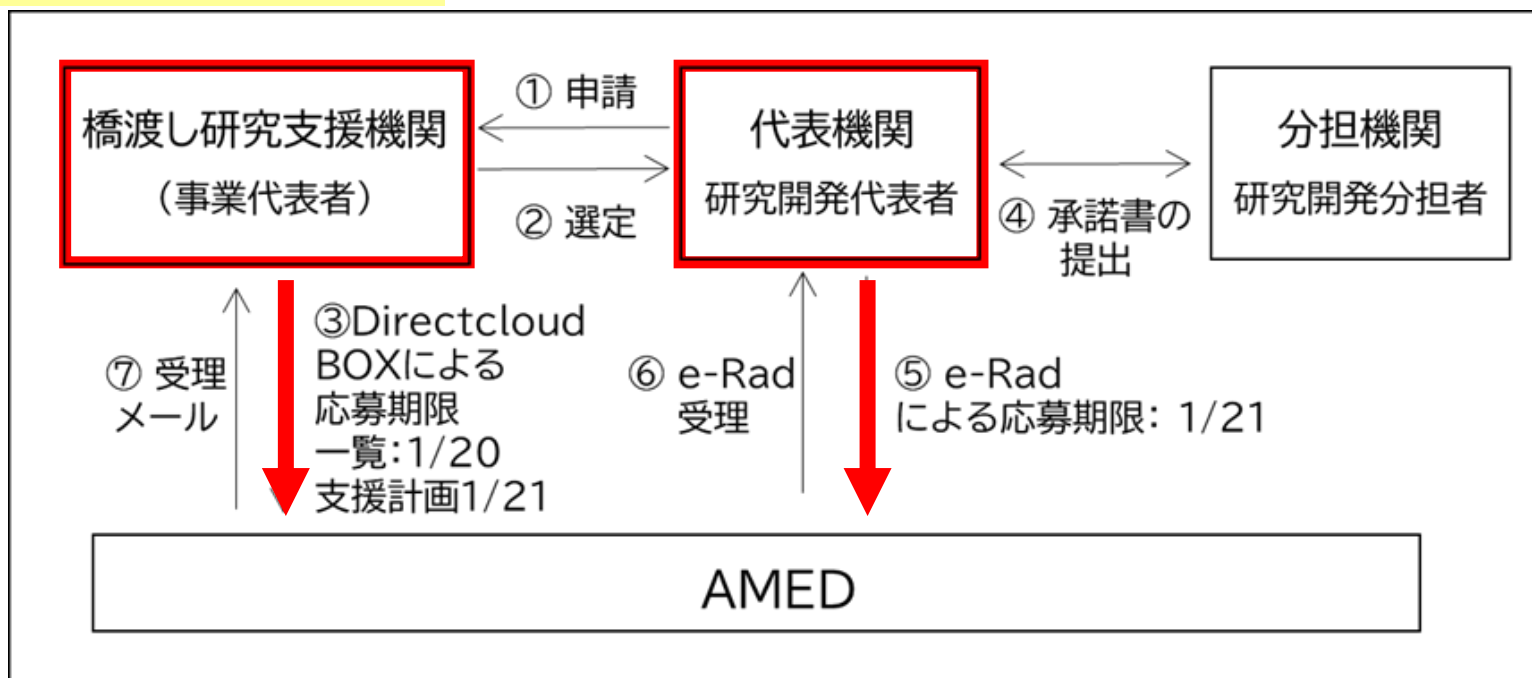 橋渡し研究支援機関
（事業代表者）
① 申請
② 選定
代表機関
研究開発代表者
④ 承諾書の
提出
分担機関
研究開発分担者
⑦ 受理
メール
③Directcloud
BOXによる
応募期限
一覧：1/20
支援計画1/21
⑥ e-Rad
受理
⑤ e-Rad
による応募期限： 1/21
AMED